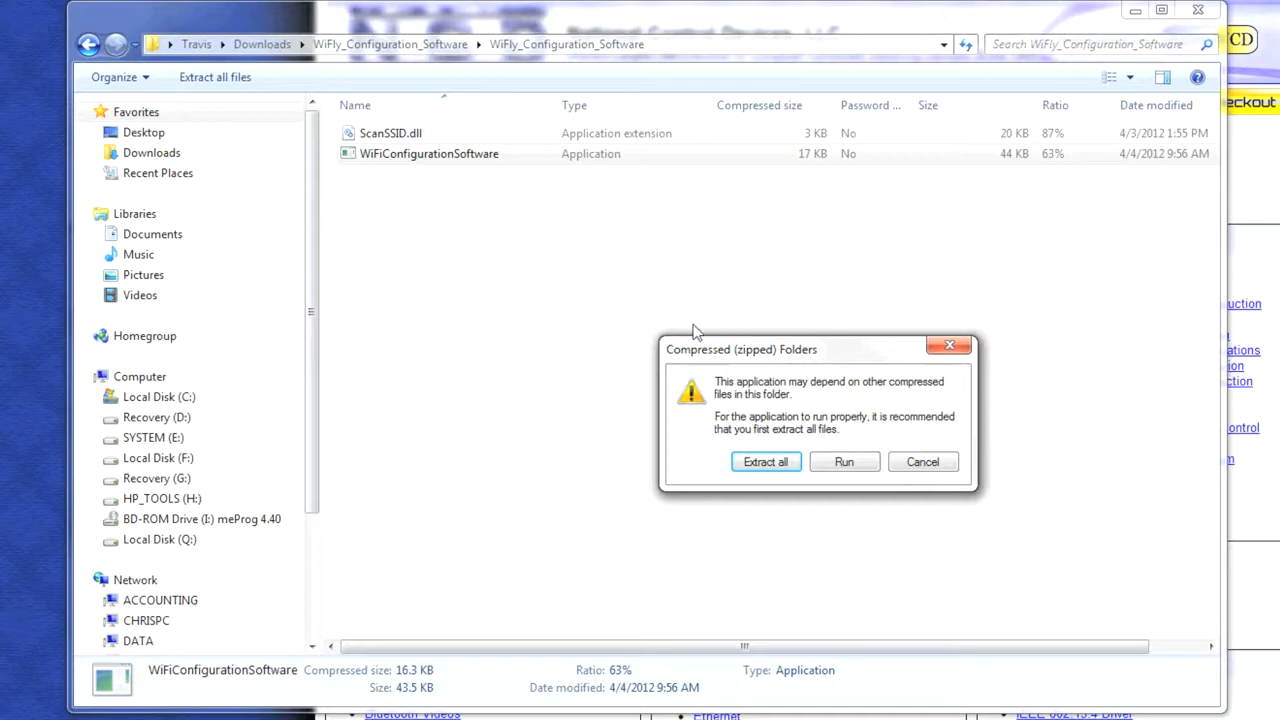 Travis Downloads WiFly_Configuration_Software WiFly_Configuration_Software
Search WiFly_Configuration_Software
Organize
Extract all files
Name Type Compressed size Password ... Size Ratio Date modified
ScanSSID.dll Application extension 3 KB No 20 KB 87% 4/3/2012 1:55 PM
WiFiConfigurationSoftware Application 17 KB No 44 KB 63% 4/4/2012 9:56 AM
Favorites
Desktop
Downloads
Recent Places
Libraries
Documents
Music
Pictures
Videos
Homegroup
Computer
Local Disk (C:)
Recovery (D:)
SYSTEM (E:)
Local Disk (F:)
Recovery (G:)
HP_TOOLS (H:)
BD-ROM Drive (I:) meProg 4.40
Local Disk (Q:)
Network
ACCOUNTING
CHRISPC
DATA
Compressed (zipped) Folders
This application may depend on other compressed
files in this folder.
For the application to run properly, it is recommended
that you first extract all files.
Extract all
Run
Cancel
WiFiConfigurationSoftware Compressed size: 16.3 KB Ratio: 63% Type: Application
Size: 43.5 KB Date modified: 4/4/2012 9:56 AM
CD
eckout
uction
ations
ion
ction
ontrol
Bluetooth Videos
Ethernet